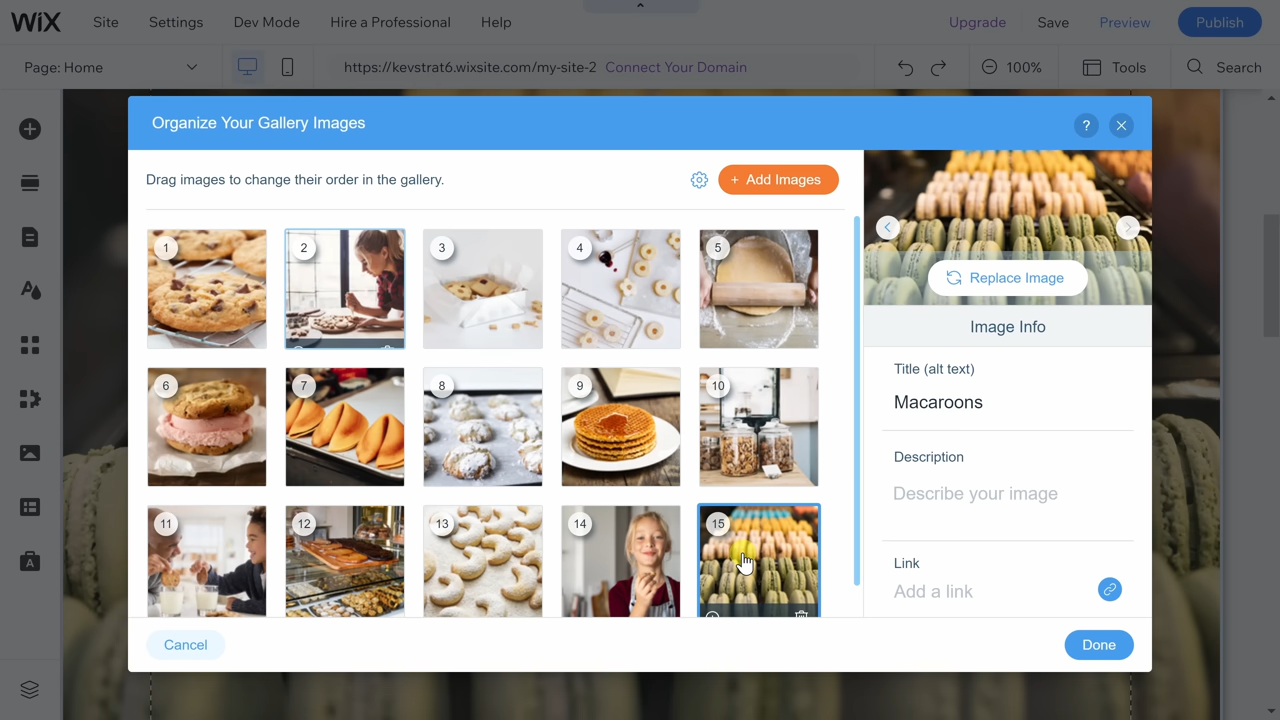 WiX Site Settings Dev Mode Hire a Professional Help Upgrade Save Preview Publish
Page: Home https://kevstrat6.wixsite.com/my-site-2 Connect Your Domain 100% Tools Search
Organize Your Gallery Images ?
Drag images to change their order in the gallery. + Add Images
1 2 3 4 5
6 7 8 9 10
11 12 13 14 15
Replace Image
Image Info
Title (alt text)
Macaroons
Description
Describe your image
Link
Add a link
Cancel Done